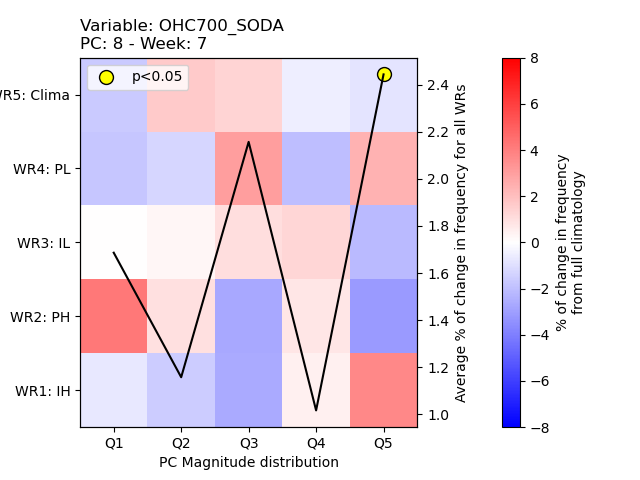 Variable: OHC700_SODA
PC: 8 - Week: 7
p<0.05
WR5: Clima
WR4: PL
WR3: IL
WR2: PH
WR1: IH
Q1 Q2 Q3 Q4 Q5
PC Magnitude distribution
2.4
2.2
2.0
1.8
1.6
1.4
1.2
1.0
Average % of change in frequency for all WRs
8
6
4
2
0
−2
−4
−6
−8
% of change in frequency
from full climatology